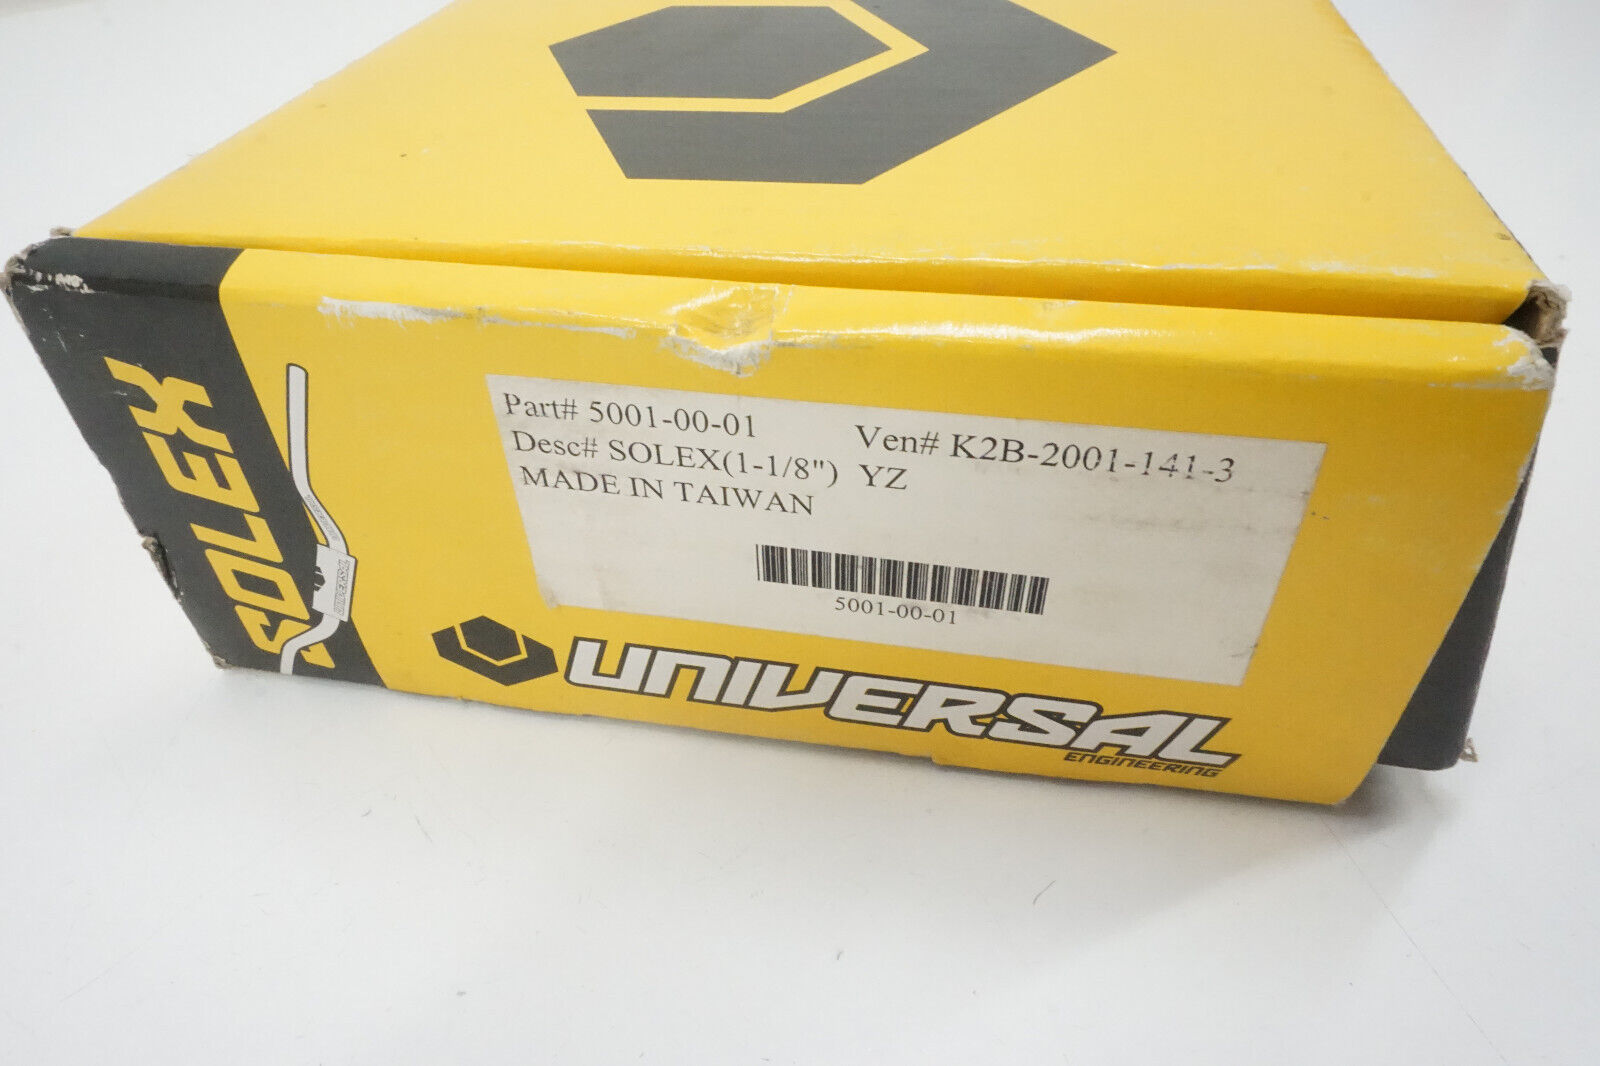 SOLEX
UNIVERSAL
Part# 5001-00-01 Ven# K2B-2001-141-3
Desc# SOLEX(1-1/8") YZ
MADE IN TAIWAN
5001-00-01
UNIVERSAL
ENGINEERING